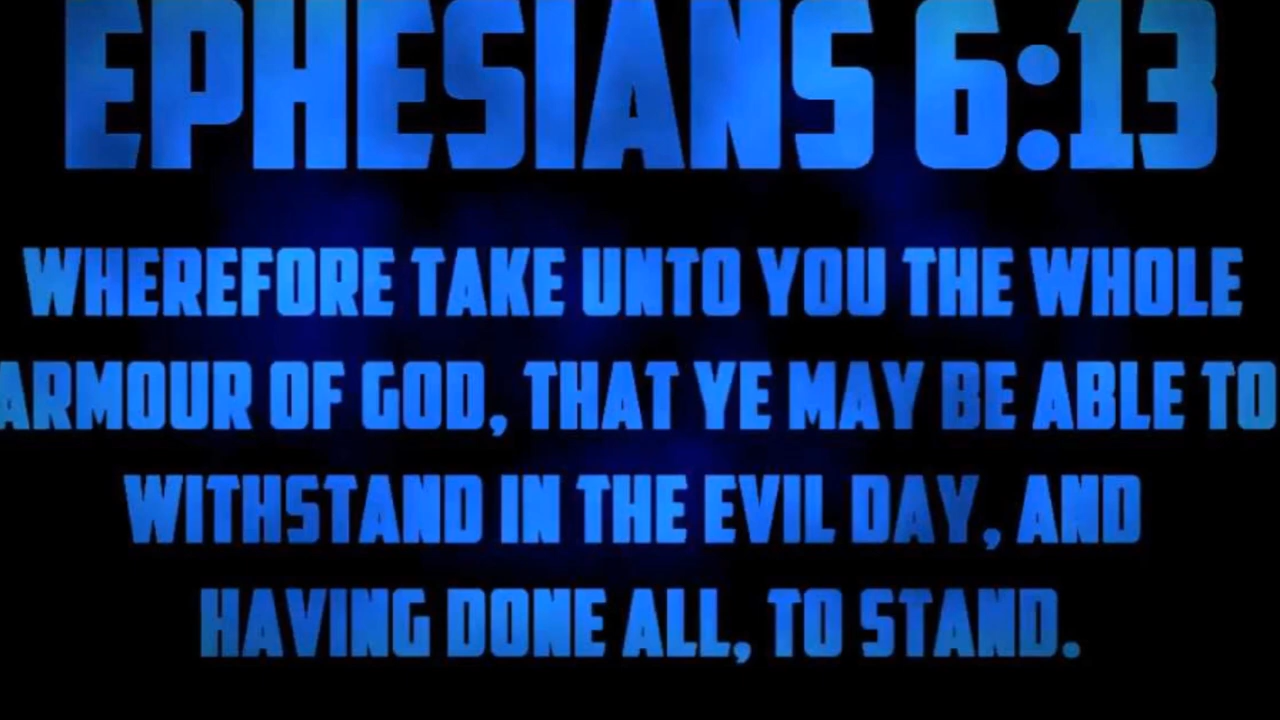 EPHESIANS 6:13
WHEREFORE TAKE UNTO YOU THE WHOLE
ARMOUR OF GOD, THAT YE MAY BE ABLE TO
WITHSTAND IN THE EVIL DAY, AND
HAVING DONE ALL, TO STAND.